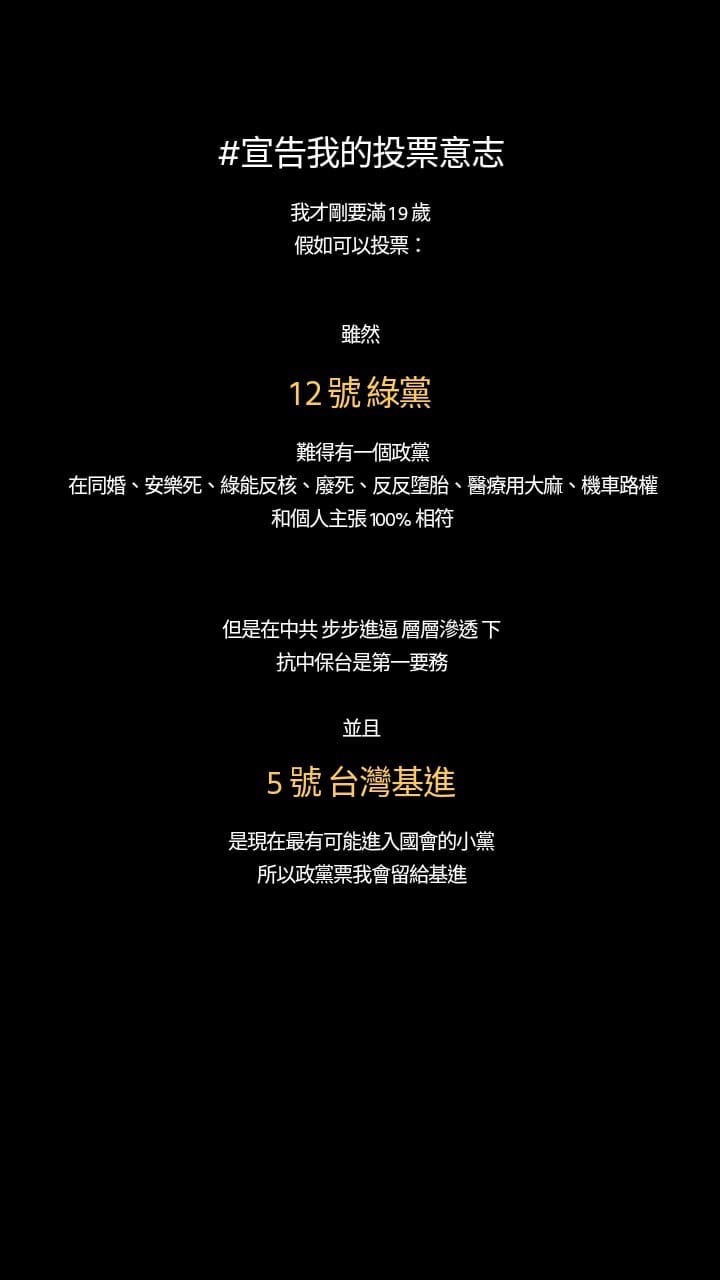 #宣告我的投票意志
我才剛要滿19歲
假如可以投票：
雖然
12號 綠黨
難得有一個政黨
在同婚、安樂死、綠能反核、廢死、反反墮胎、醫療用大麻、機車路權
和個人主張100% 相符
但是在中共 步步進逼 層層滲透 下
抗中保台是第一要務
並且
5 號 台灣基進
是現在最有可能進入國會的小黨
所以政黨票我會留給基進